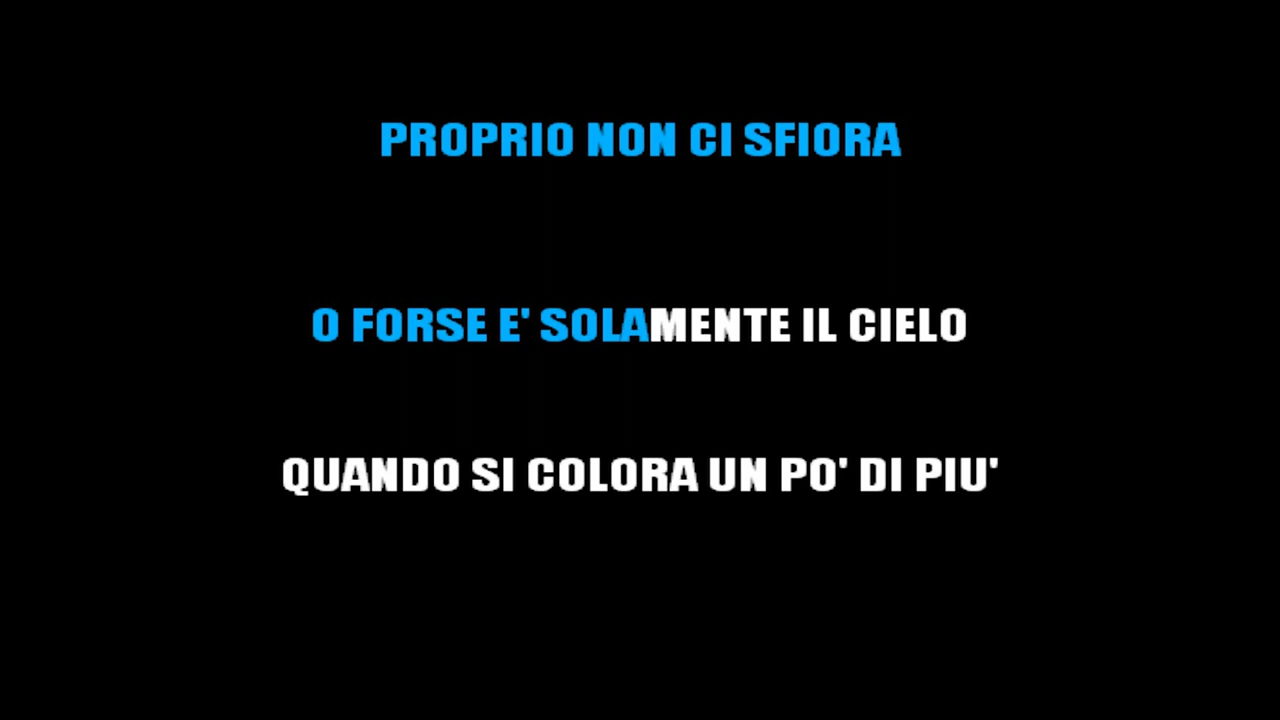 PROPRIO NON CI SFIORA
O FORSE E' SOLAMENTE IL CIELO
QUANDO SI COLORA UN PO' DI PIU'